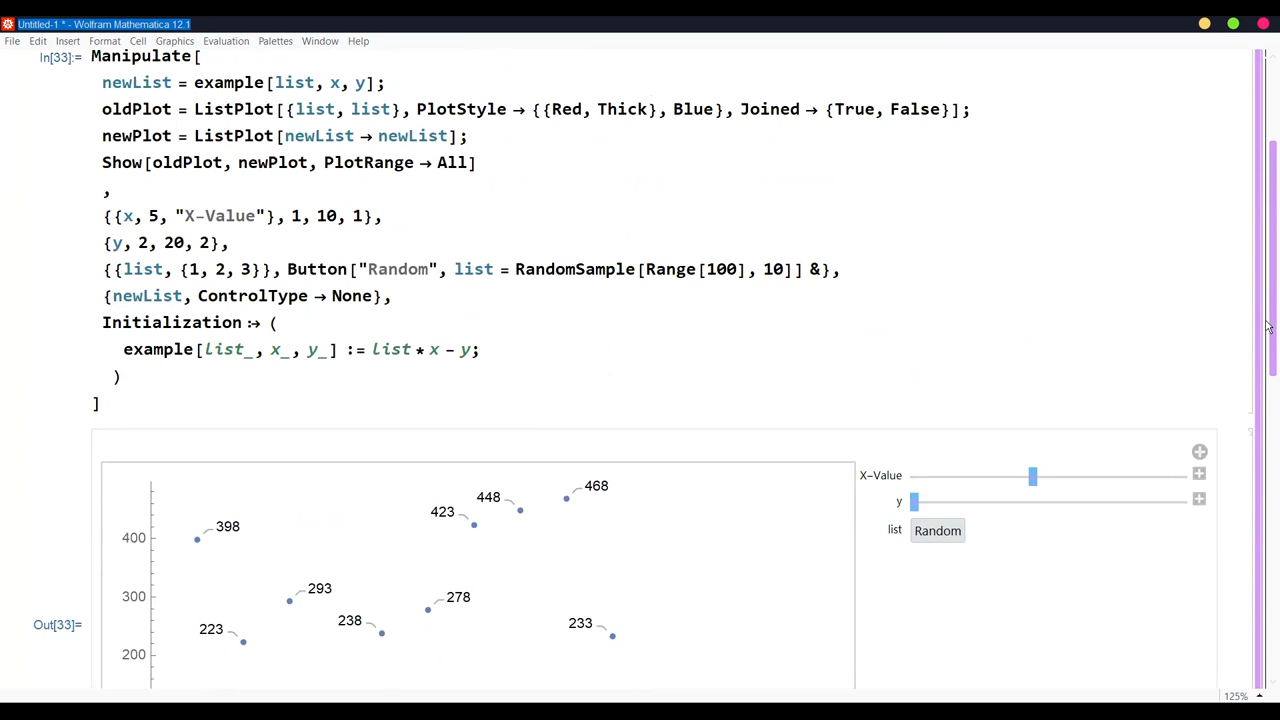 Untitled-1 * - Wolfram Mathematica 12.1
File Edit Insert Format Cell Graphics Evaluation Palettes Window Help
In[33]:= Manipulate[
newList = example[list, x, y];
oldPlot = ListPlot[{list, list}, PlotStyle → {{Red, Thick}, Blue}, Joined → {True, False}];
newPlot = ListPlot[newList → newList];
Show[oldPlot, newPlot, PlotRange → All]
,
{{x, 5, "X-Value"}, 1, 10, 1},
{y, 2, 20, 2},
{{list, {1, 2, 3}}, Button["Random", list = RandomSample[Range[100], 10]] &},
{newList, ControlType → None},
Initialization :→ (
example[list_, x_, y_] := list * x - y;
)
]
X-Value
468
448
y
423
398
list Random
400
300
293
278
Out[33]=
238
233
223
200
125%